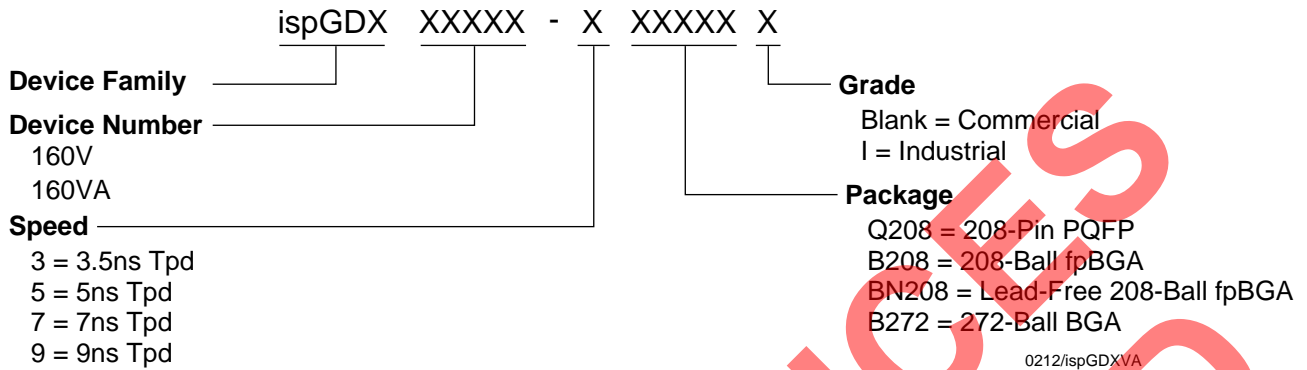 ispGDX XXXXX - X XXXXX X
Device Family
Device Number
160V
160VA
Speed
3 = 3.5ns Tpd
5 = 5ns Tpd
7 = 7ns Tpd
9 = 9ns Tpd
Grade
Blank = Commercial
I = Industrial
Package
Q208 = 208-Pin PQFP
B208 = 208-Ball fpBGA
BN208 = Lead-Free 208-Ball fpBGA
B272 = 272-Ball BGA
0212/ispGDXVA